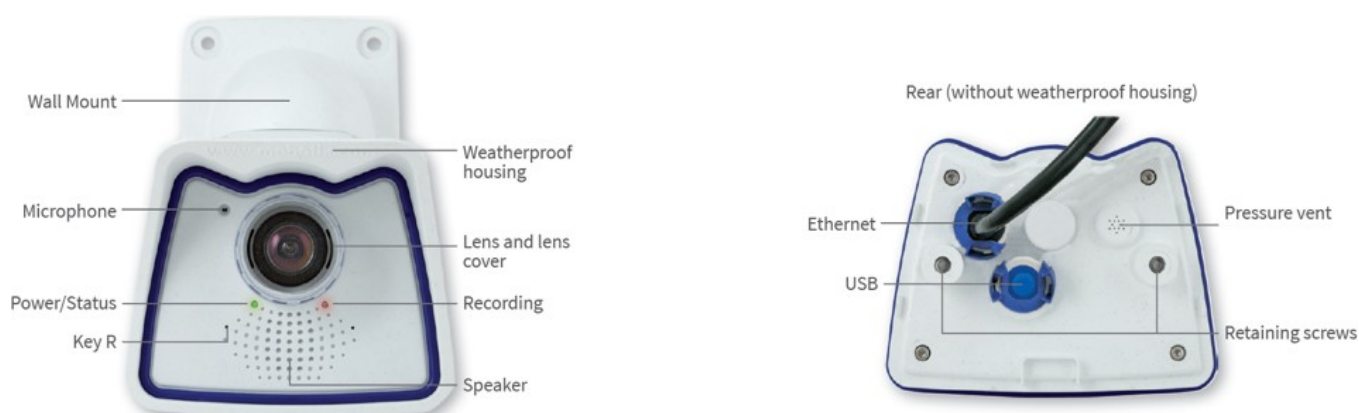 Wall Mount
Weatherproof
housing
Microphone
Lens and lens
cover
Power/Status
Recording
Key R
Speaker
Rear (without weatherproof housing)
Ethernet
Pressure vent
USB
Retaining screws